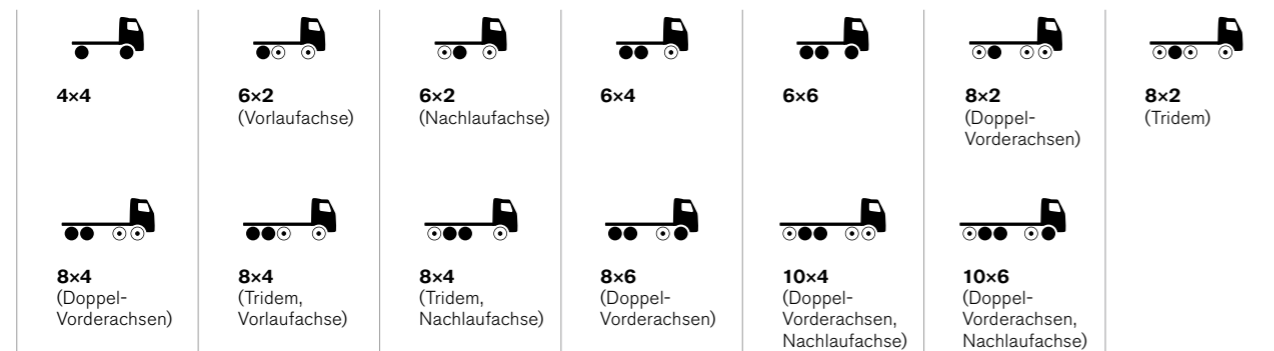 4×4
6×2
(Vorlaufachse)
6×2
(Nachlaufachse)
6×4
6×6
8×2
(Doppel-
Vorderachsen)
8×2
(Tridem)
8×4
(Doppel-
Vorderachsen)
8×4
(Tridem,
Vorlaufachse)
8×4
(Tridem,
Nachlaufachse)
8×6
(Doppel-
Vorderachsen)
10×4
(Doppel-
Vorderachsen,
Nachlaufachse)
10×6
(Doppel-
Vorderachsen,
Nachlaufachse)